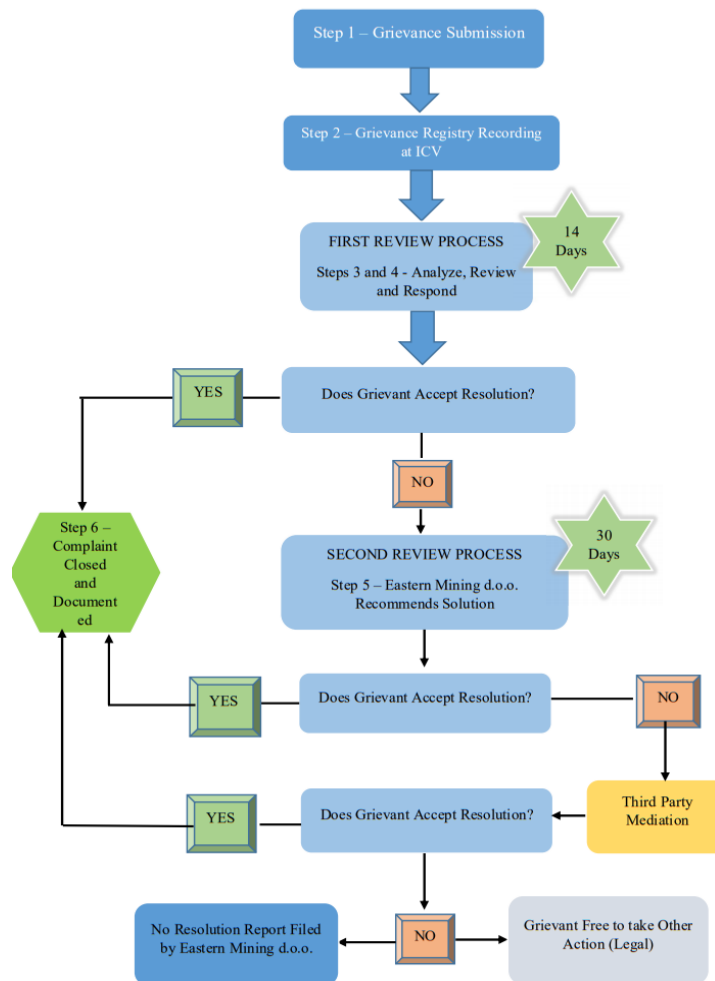 Step 1 – Grievance Submission
Step 2 – Grievance Registry Recording
at ICV
FIRST REVIEW PROCESS
Steps 3 and 4 - Analyze, Review
and Respond
14
Days
YES
Does Grievant Accept Resolution?
NO
Step 6 –
Complaint
Closed
and
Document
ed
SECOND REVIEW PROCESS
Step 5 – Eastern Mining d.o.o.
Recommends Solution
30
Days
YES
Does Grievant Accept Resolution?
NO
YES
Does Grievant Accept Resolution?
Third Party
Mediation
No Resolution Report Filed
by Eastern Mining d.o.o.
NO
Grievant Free to take Other
Action (Legal)